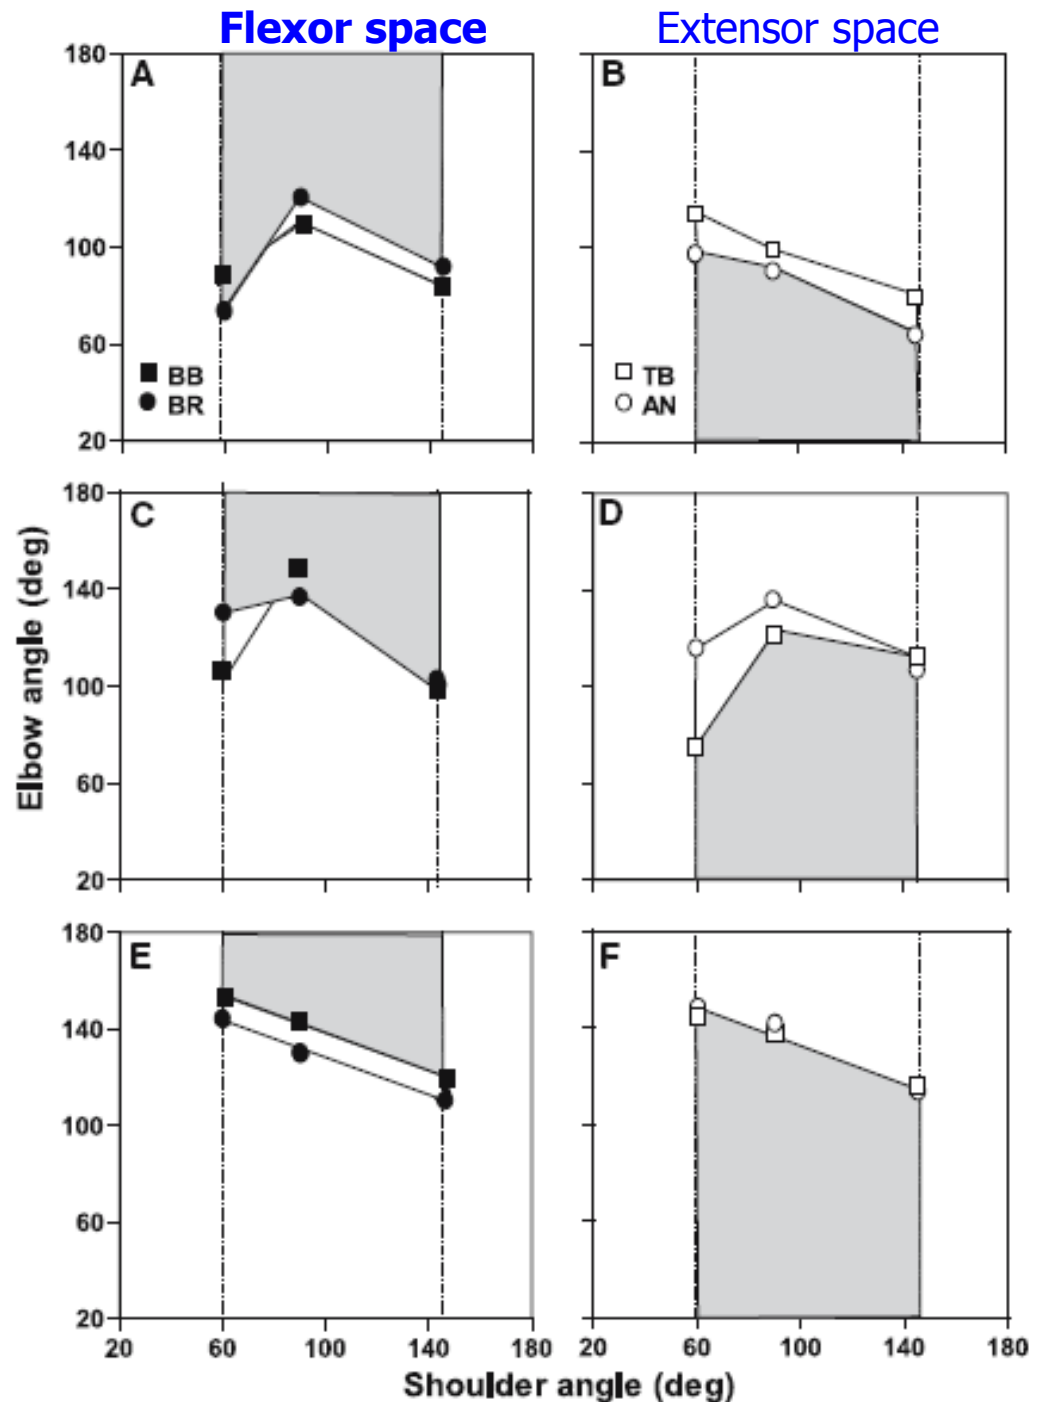 Flexor space
Extensor space
180
A
B
140
100
60
BB
BR
TB
AN
20
180
C
D
140
100
60
20
Elbow angle (deg)
180
E
F
140
100
60
20
20 60 100 140 180
20 60 100 140 180
Shoulder angle (deg)